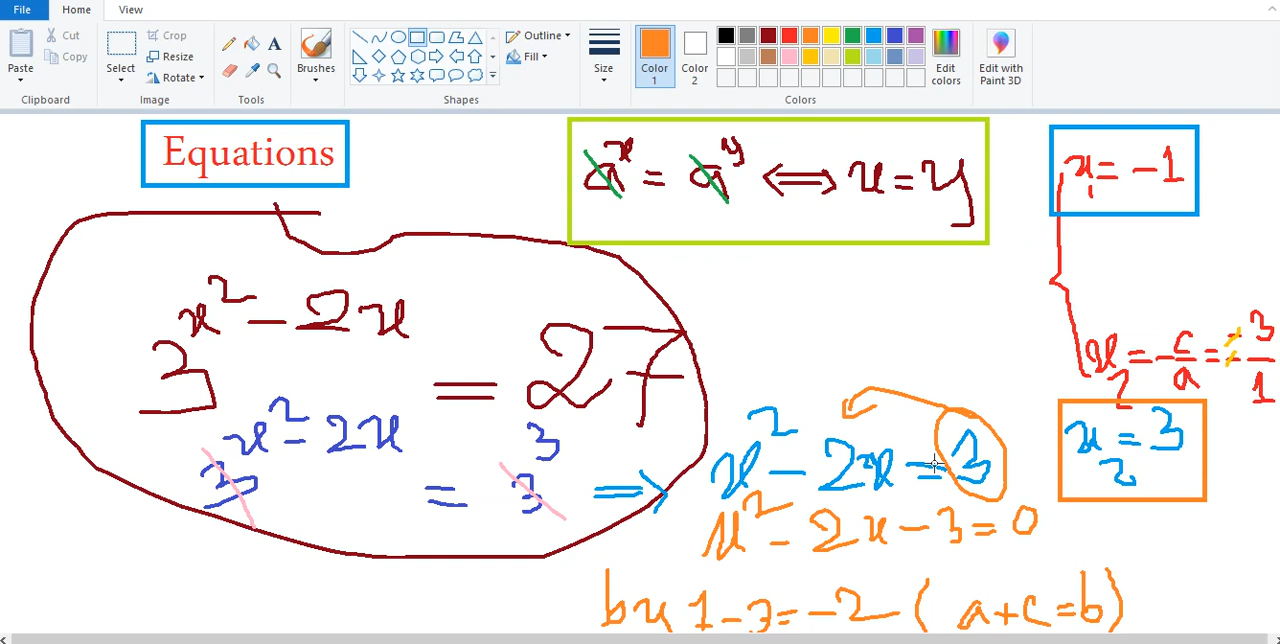 File Home View
Paste Cut Copy Clipboard
Select Crop Resize Rotate Image
A Tools
Brushes
Shapes
Outline Fill
Size
Color 1 Color 2 Edit colors Colors
Edit with Paint 3D
Equations
aˣ = aʸ ⟺ x = y
x₁ = -1
3^(x²-2x) = 27
3^(x²-2x) = 3³ ⇒ x² - 2x = 3
x₂ = -c/a = --3/1
x₂ = 3
x² - 2x - 3 = 0
1 - 3 = -2 (a+c=b)